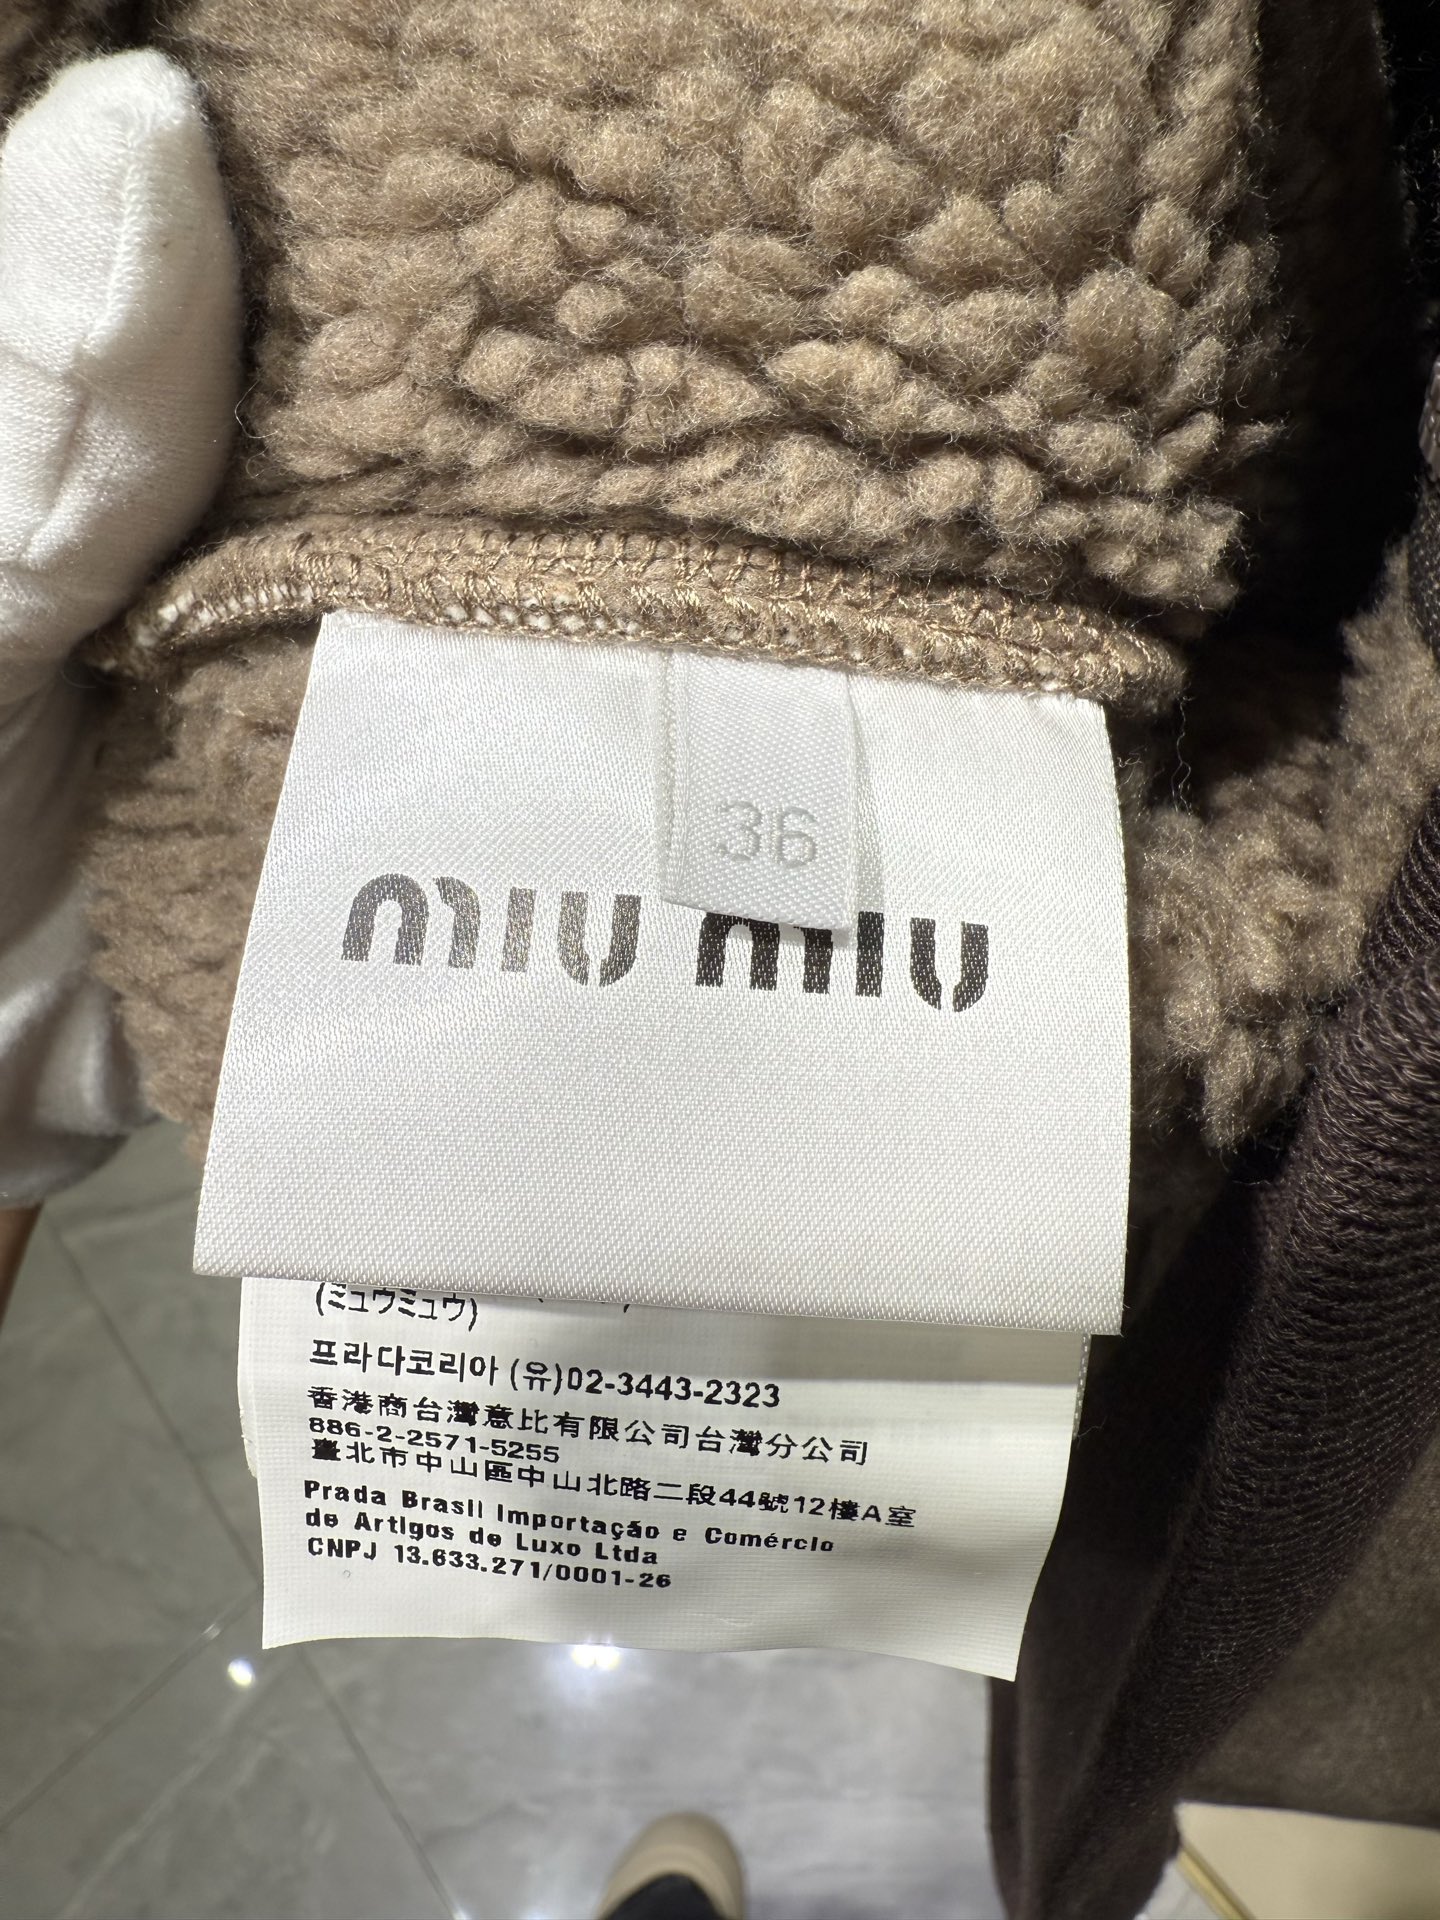 36
miu miu
(ミュウミュウ)
프라다코리아 (유)02-3443-2323
香港商台灣意比有限公司台灣分公司
886-2-2571-5255
臺北市中山區中山北路二段44號12樓A室
Prada Brasil Importação e Comércio
de Artigos de Luxo Ltda
CNPJ 13.633.271/0001-26